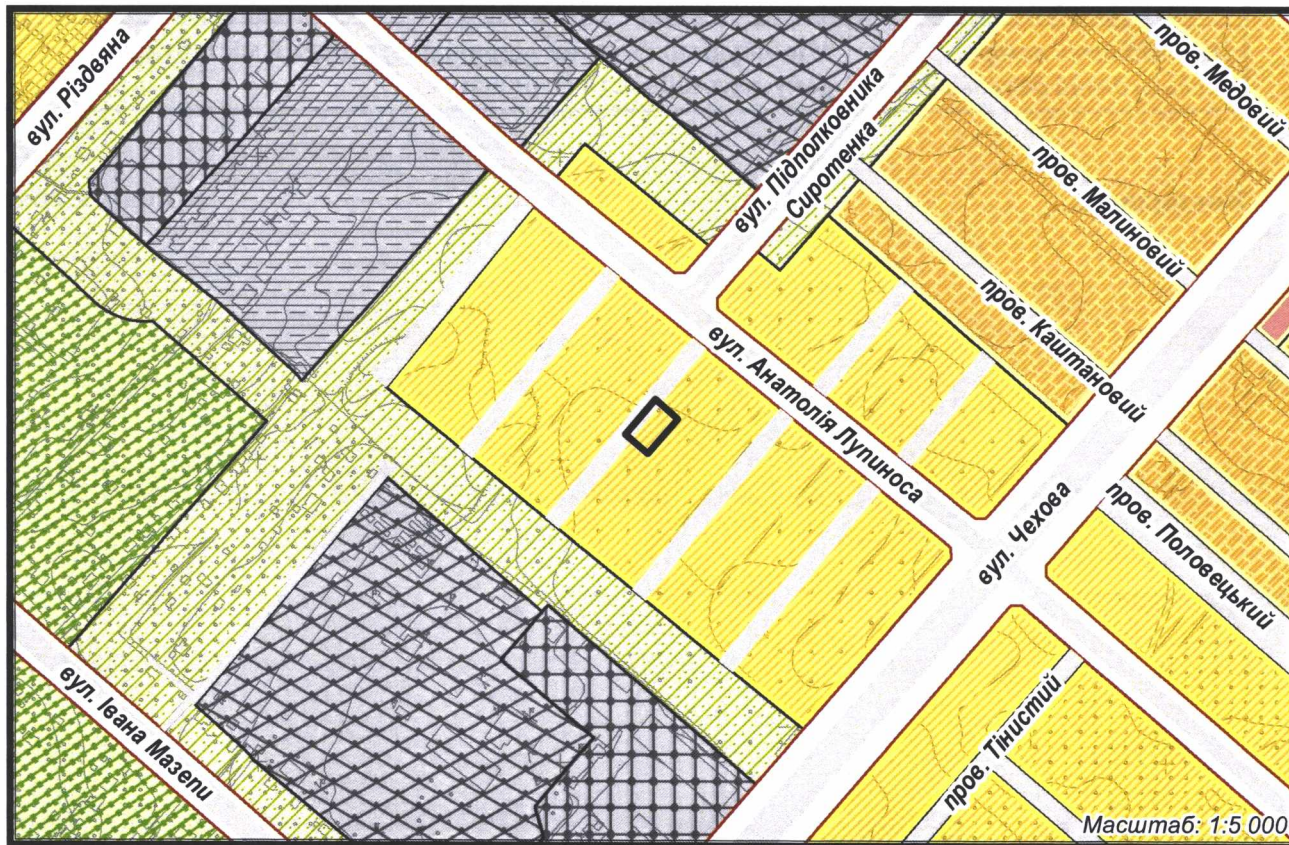 вул. Різдвяна
пров. Медовий
вул. Підполковника
Сиротенка
пров. Малиновий
пров. Каштановий
вул. Анатолія Лупиноса
вул. Чехова
пров. Половецький
вул. Івана Мазепи
пров. Тінистий
Масштаб: 1:5 000